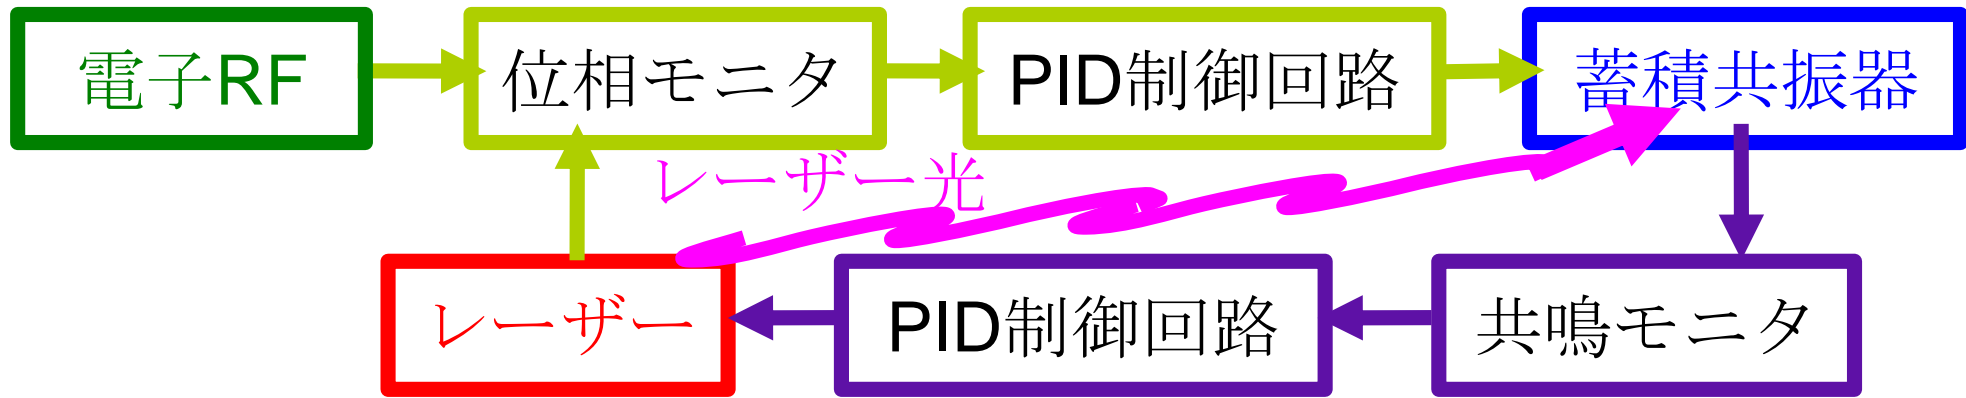 電子RF
位相モニタ
PID制御回路
蓄積共振器
レーザー光
レーザー
PID制御回路
共鳴モニタ